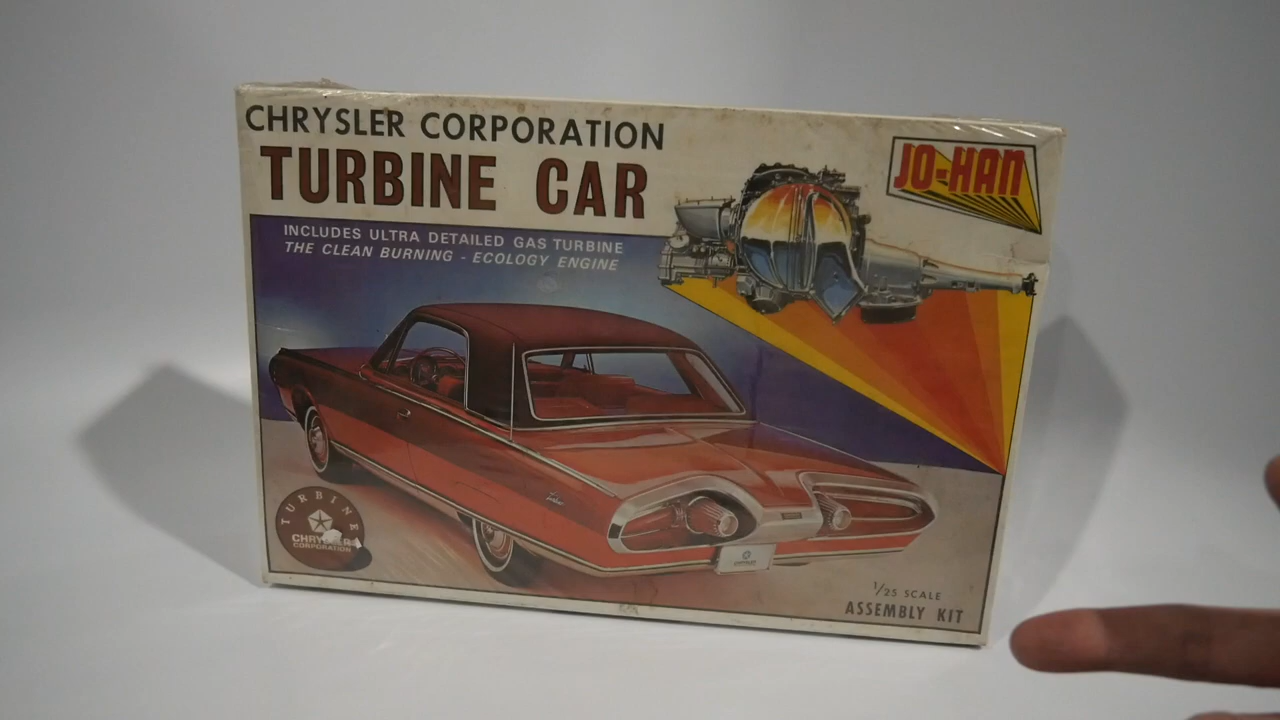 CHRYSLER CORPORATION
TURBINE CAR
JO-HAN
INCLUDES ULTRA DETAILED GAS TURBINE
THE CLEAN BURNING - ECOLOGY ENGINE
TURBINE
CHRYSLER
CORPORATION
1/25 SCALE
ASSEMBLY KIT